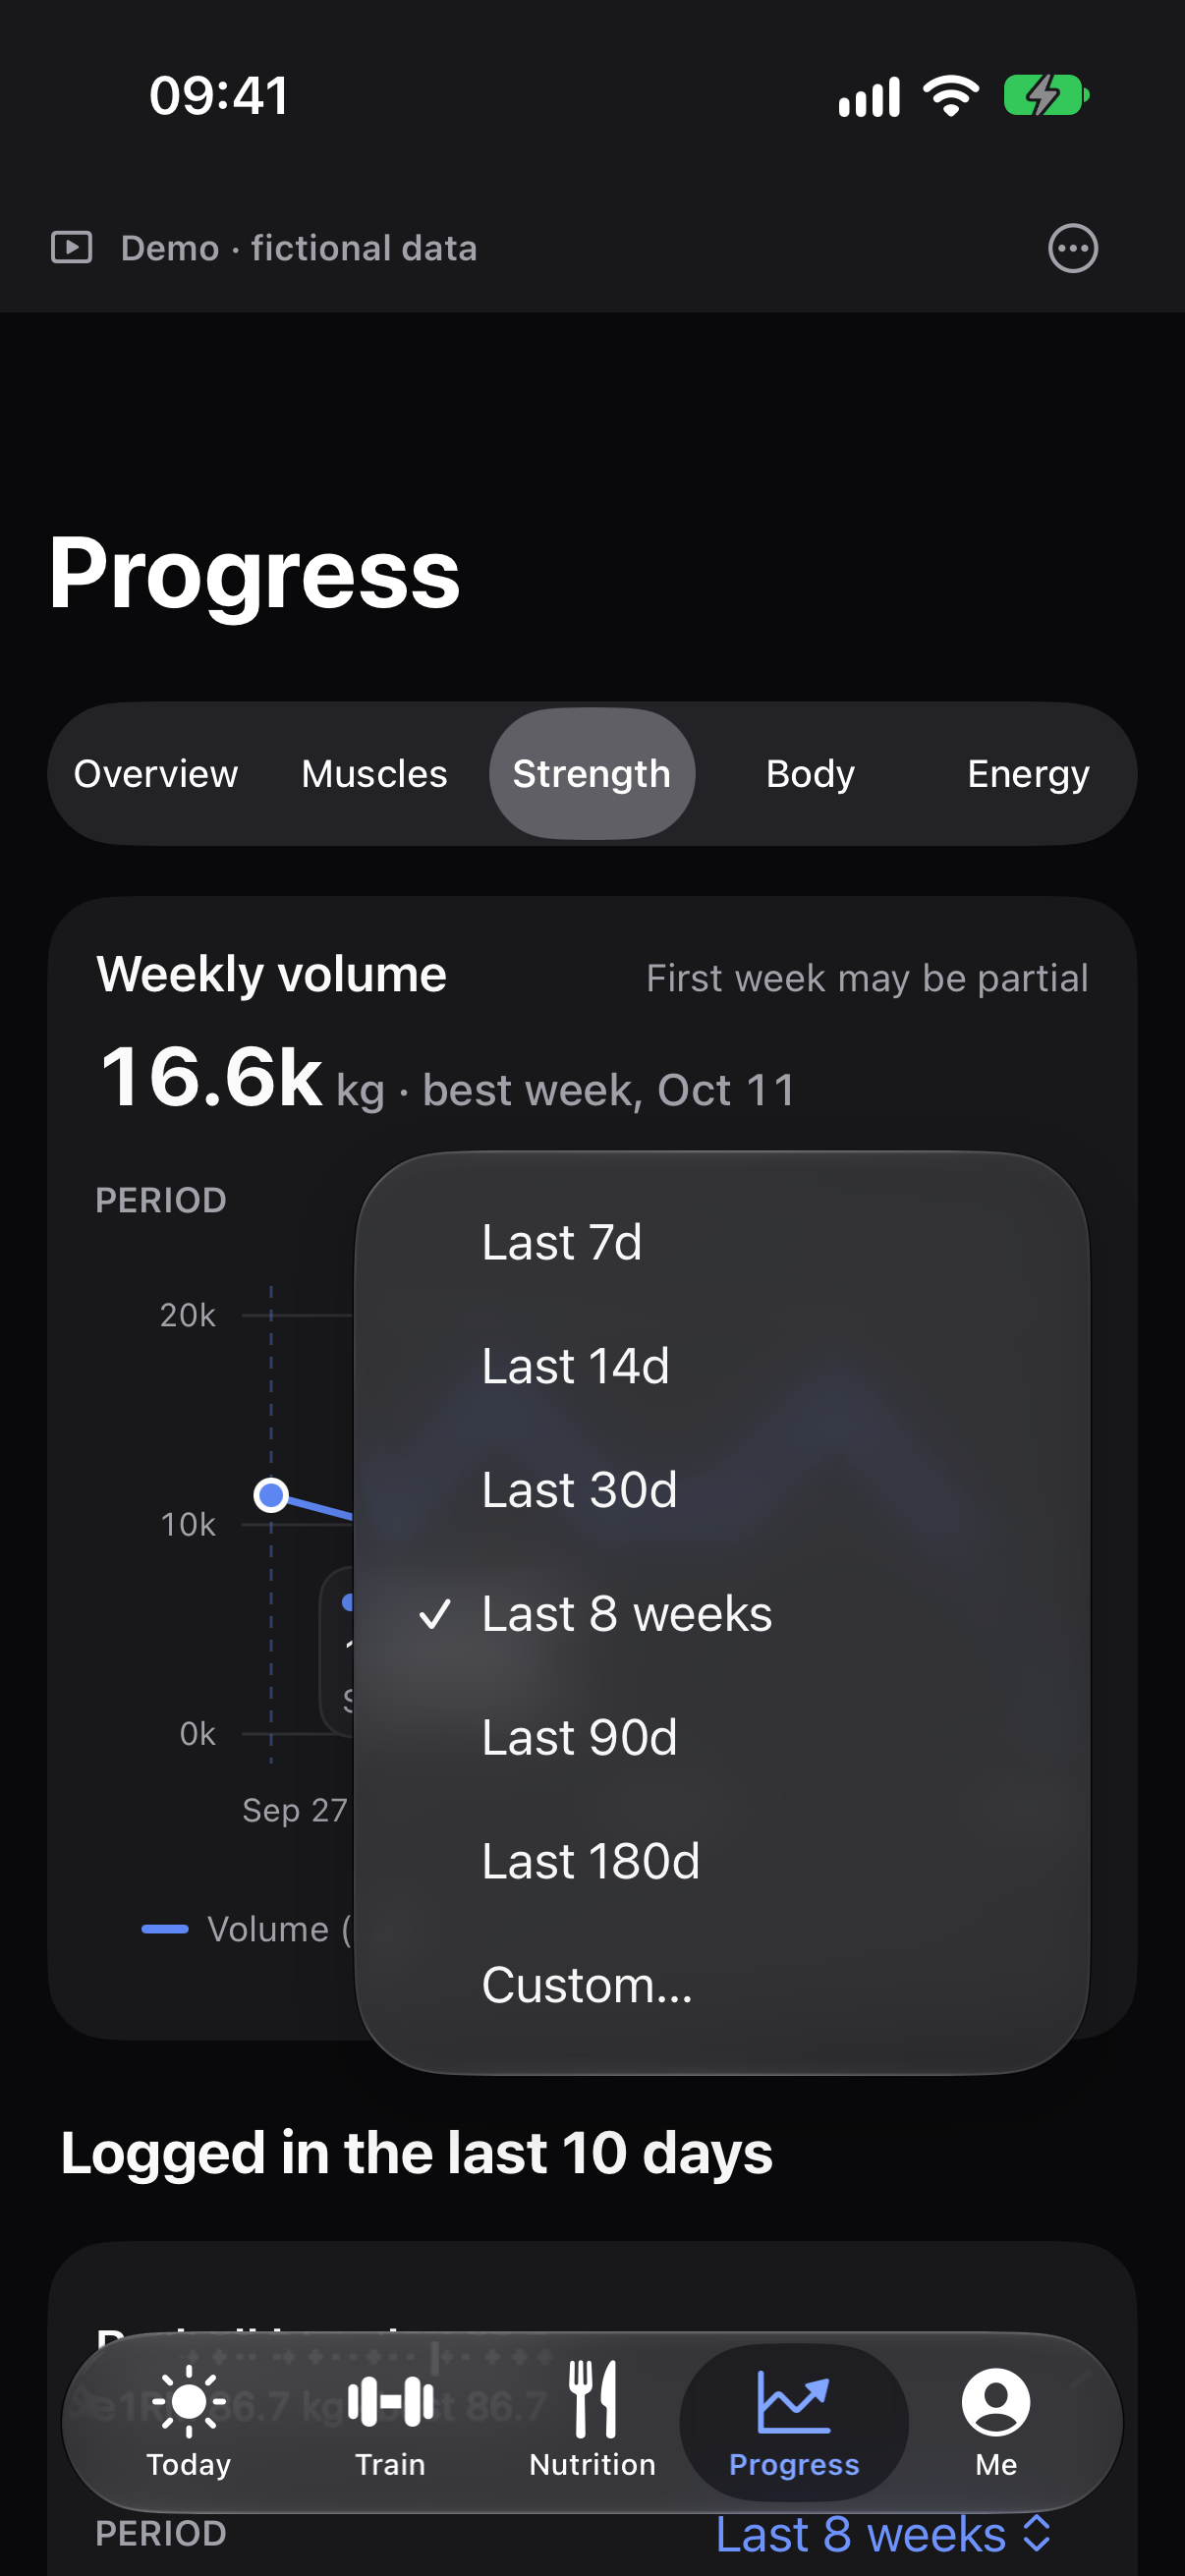 09:41
Demo · fictional data
Progress
Overview Muscles Strength Body Energy
Weekly volume First week may be partial
16.6k kg · best week, Oct 11
PERIOD
Last 7d
20k
Last 14d
Last 30d
10k
✓ Last 8 weeks
Last 90d
0k
Sep 27
Last 180d
Volume (
Custom...
Logged in the last 10 days
Today Train Nutrition Progress Me
PERIOD Last 8 weeks